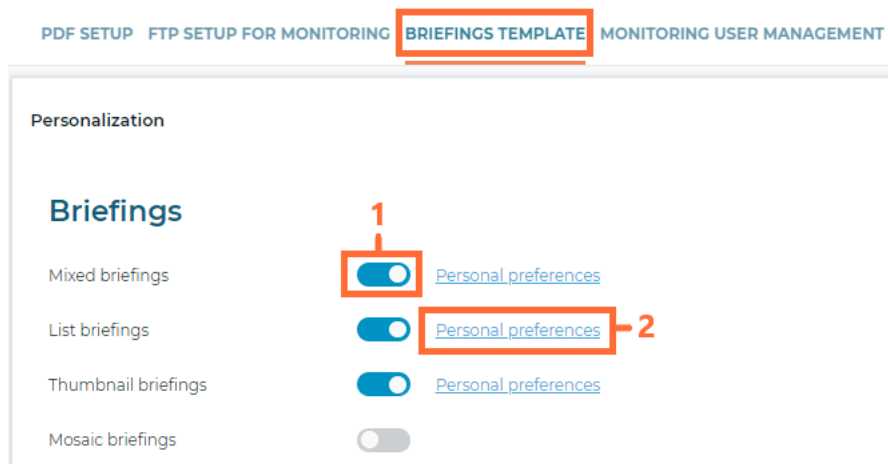 PDF SETUP FTP SETUP FOR MONITORING BRIEFINGS TEMPLATE MONITORING USER MANAGEMENT
Personalization
Briefings
1
Mixed briefings Personal preferences
List briefings Personal preferences 2
Thumbnail briefings Personal preferences
Mosaic briefings